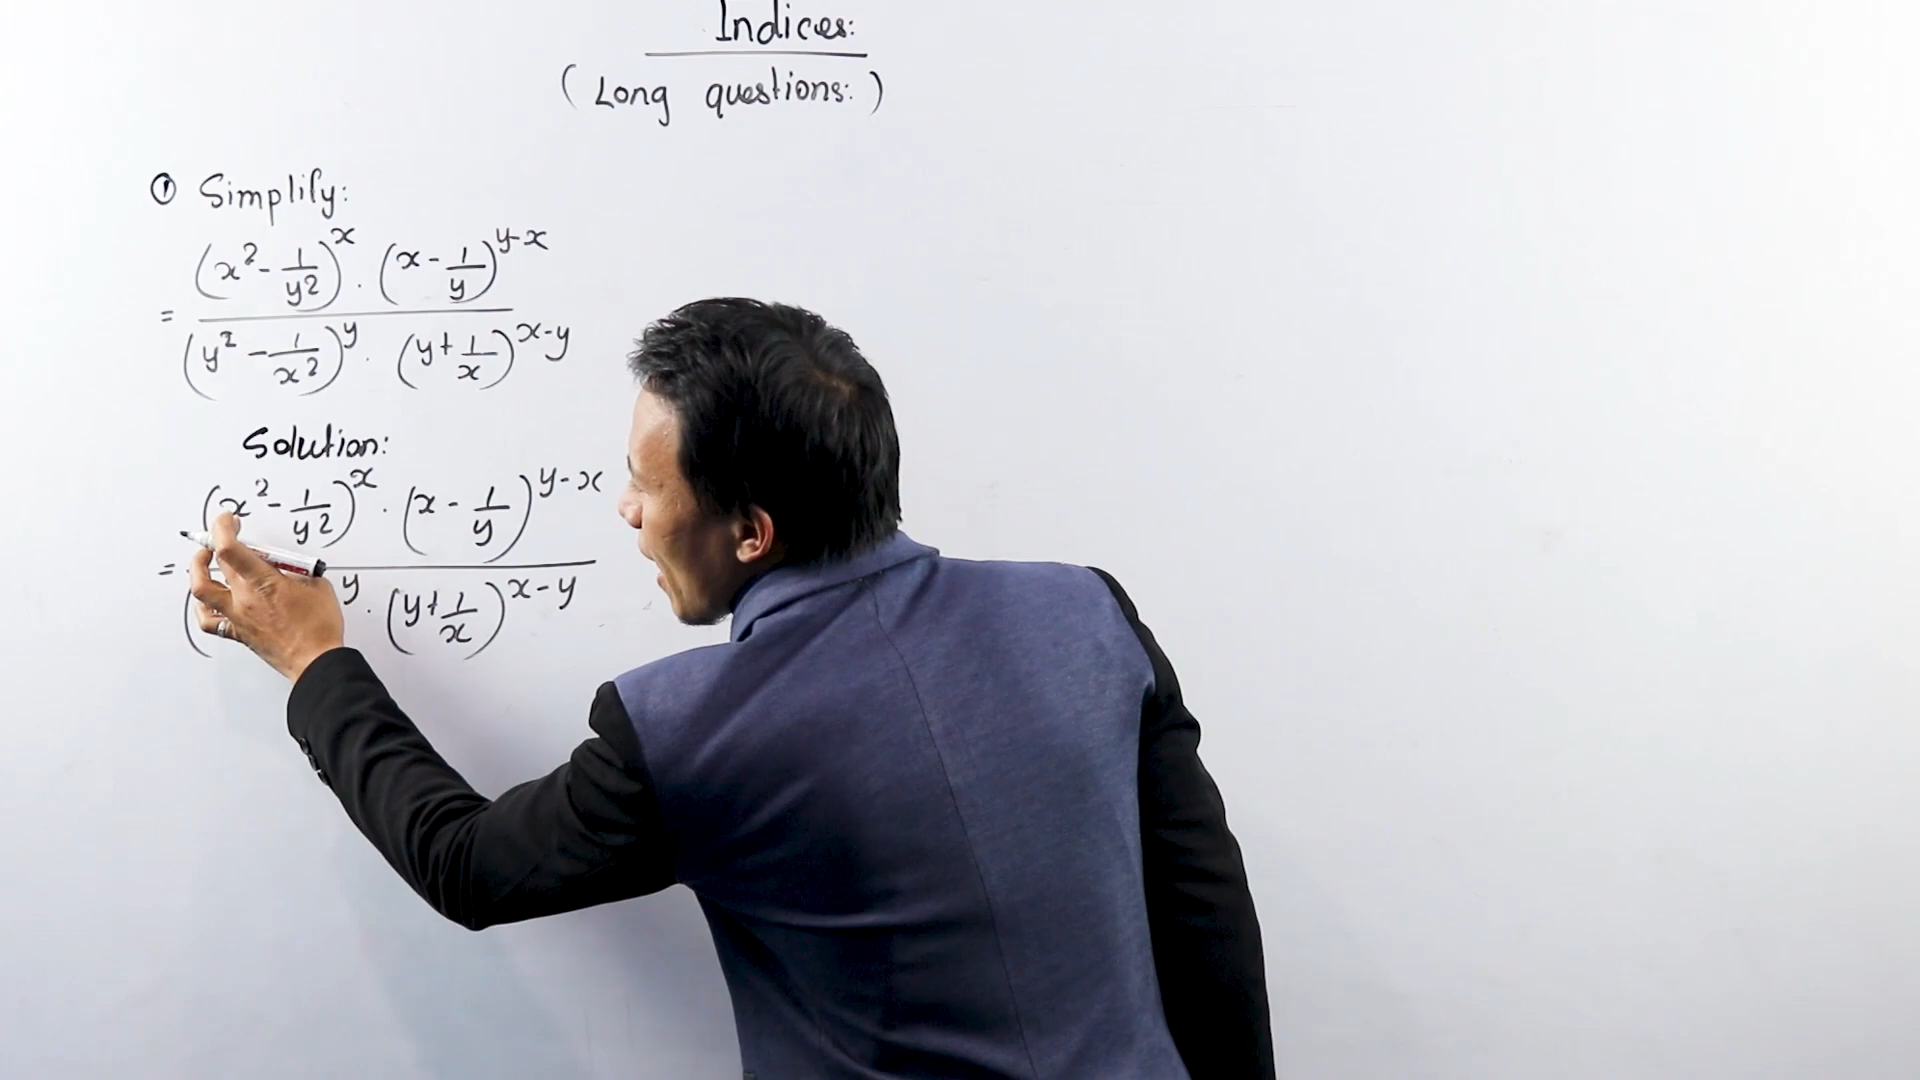 Indices:
(Long questions:)
① Simplify:
= (x² - 1/y²)^x · (x - 1/y)^(y-x)
(y² - 1/x²)^y · (y + 1/x)^(x-y)
Solution:
= (x² - 1/y²)^x · (x - 1/y)^(y-x)
( y · (y + 1/x)^(x-y)